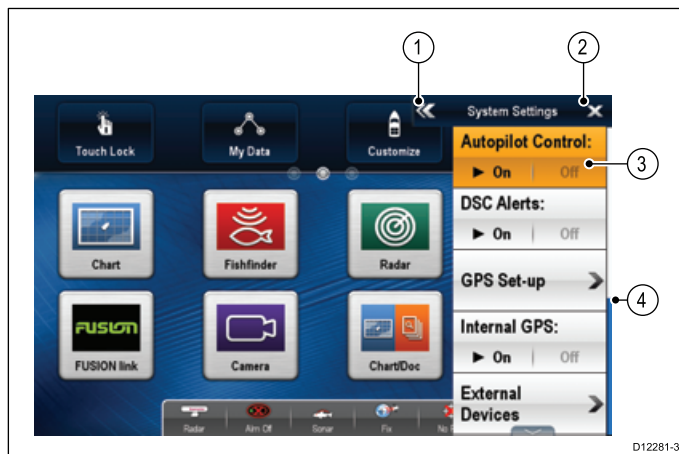 1
2
System Settings
Touch Lock
My Data
Customize
Autopilot Control:
On
Off
3
DSC Alerts:
On
Off
Chart
Fishfinder
Radar
GPS Set-up
4
FUSION
FUSION link
Camera
Chart/Doc
Internal GPS:
On
Off
External
Devices
Radar
Alm Off
Sonar
Fix
No
D12281-3